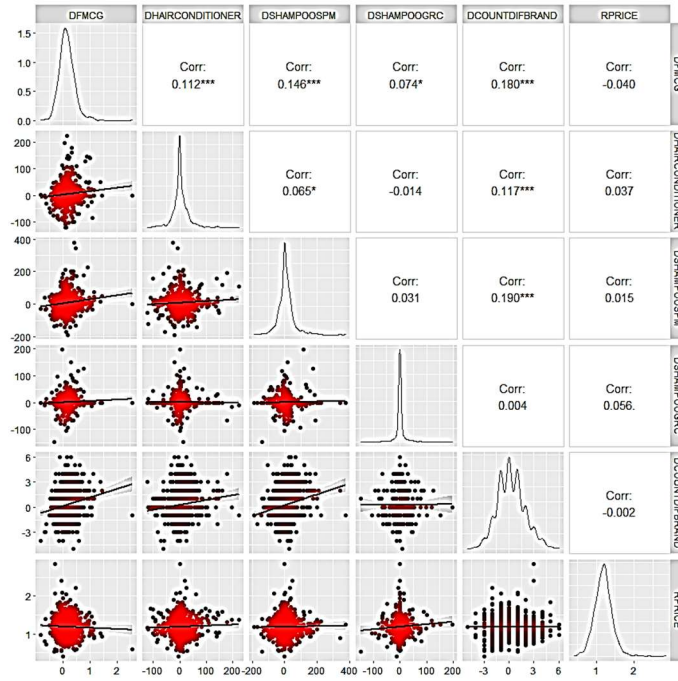 DFMCG DHAIRCONDITIONER DSHAMPOOSPM DSHAMPOOGRC DCOUNTDIFBRAND RPRICE
1.5
1.0
0.5
0.0
Corr:
0.112***
Corr:
0.146***
Corr:
0.074*
Corr:
0.180***
Corr:
-0.040
DFMCG
200
100
0
-100
Corr:
0.065*
Corr:
-0.014
Corr:
0.117***
Corr:
0.037
DHAIRCONDITIONER
400
200
0
-200
Corr:
0.031
Corr:
0.190***
Corr:
0.015
DSHAMPOOSPM
200
100
0
-100
Corr:
0.004
Corr:
0.056.
DSHAMPOOGRC
6
3
0
-3
Corr:
-0.002
DCOUNTDIFBRAND
2
1
RPRICE
0 1 2 -100 0 100 200 -200 0 200 400 -100 0 100 200 -3 0 3 6 1 2